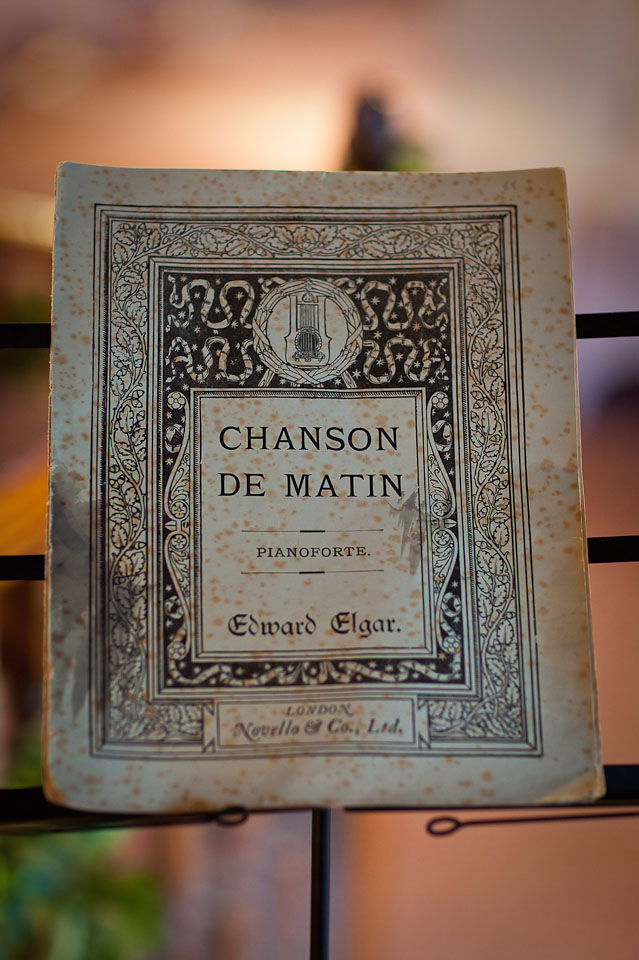 CHANSON
DE MATIN
PIANOFORTE.
Edward Elgar.
LONDON
Novello & Co., Ltd.